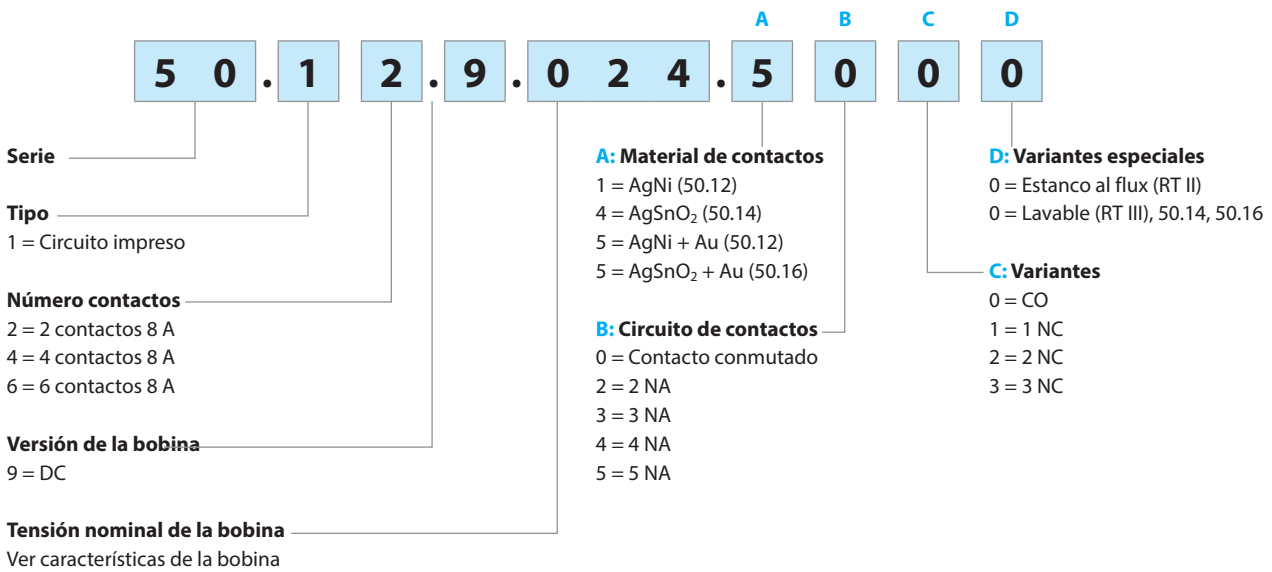 A B C D
5 0 . 1 2 . 9 . 0 2 4 . 5 0 0 0
Serie
Tipo
1 = Circuito impreso
Número contactos
2 = 2 contactos 8 A
4 = 4 contactos 8 A
6 = 6 contactos 8 A
Versión de la bobina
9 = DC
Tensión nominal de la bobina
Ver características de la bobina
A: Material de contactos
1 = AgNi (50.12)
4 = AgSnO₂ (50.14)
5 = AgNi + Au (50.12)
5 = AgSnO₂ + Au (50.16)
B: Circuito de contactos
0 = Contacto conmutado
2 = 2 NA
3 = 3 NA
4 = 4 NA
5 = 5 NA
D: Variantes especiales
0 = Estanco al flux (RT II)
0 = Lavable (RT III), 50.14, 50.16
C: Variantes
0 = CO
1 = 1 NC
2 = 2 NC
3 = 3 NC